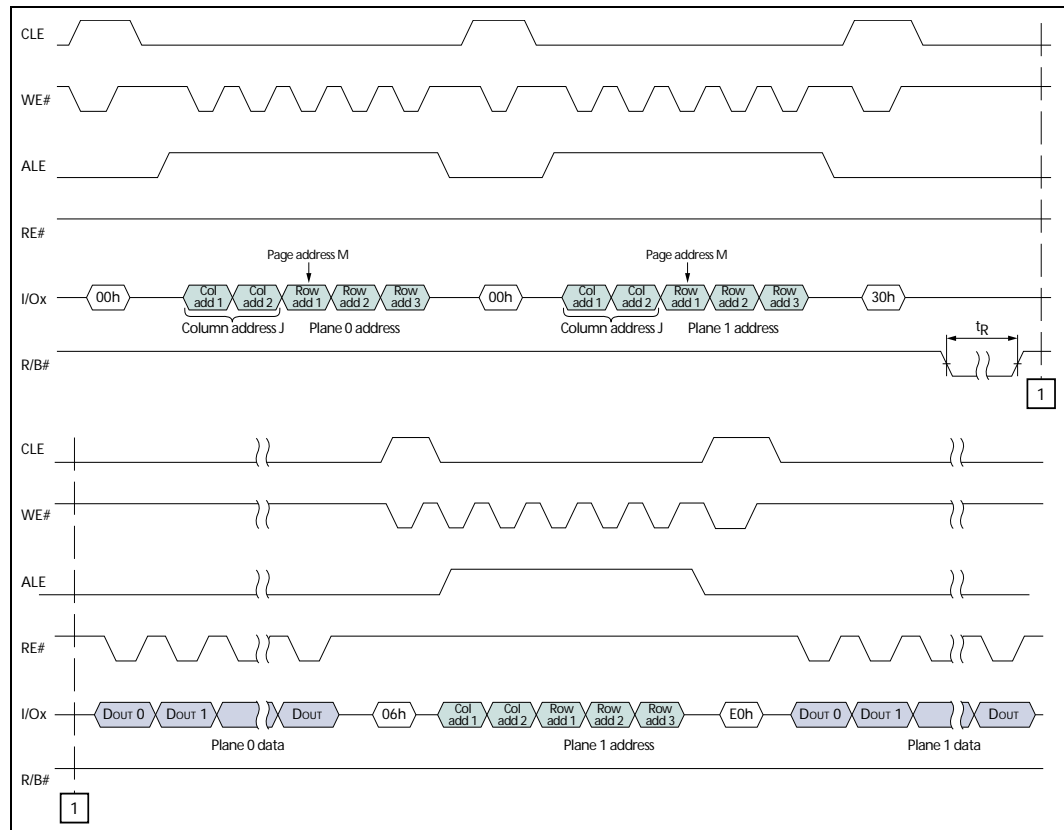 CLE
WE#
ALE
RE#
Page address M
Page address M
I/Ox
00h
Col add 1
Col add 2
Row add 1
Row add 2
Row add 3
00h
Col add 1
Col add 2
Row add 1
Row add 2
Row add 3
30h
Column address J
Plane 0 address
Column address J
Plane 1 address
tR
R/B#
1
CLE
WE#
ALE
RE#
I/Ox
DOUT 0
DOUT 1
DOUT
06h
Col add 1
Col add 2
Row add 1
Row add 2
Row add 3
E0h
DOUT 0
DOUT 1
DOUT
Plane 0 data
Plane 1 address
Plane 1 data
R/B#
1